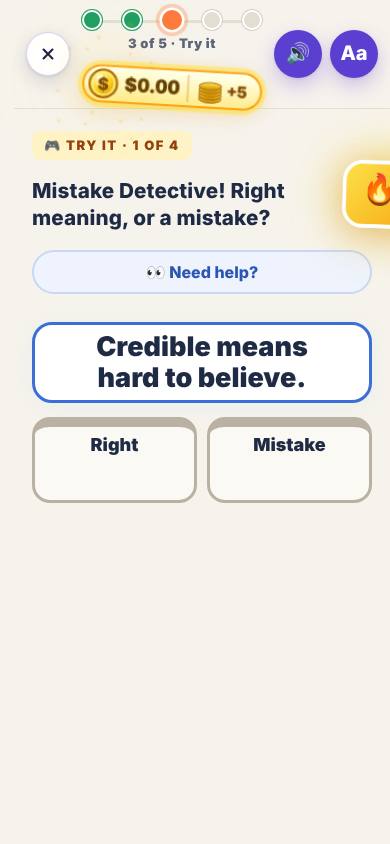 3 of 5 · Try it
$ $0.00 +5
Aa
TRY IT · 1 OF 4
Mistake Detective! Right
meaning, or a mistake?
Need help?
Credible means
hard to believe.
Right
Mistake